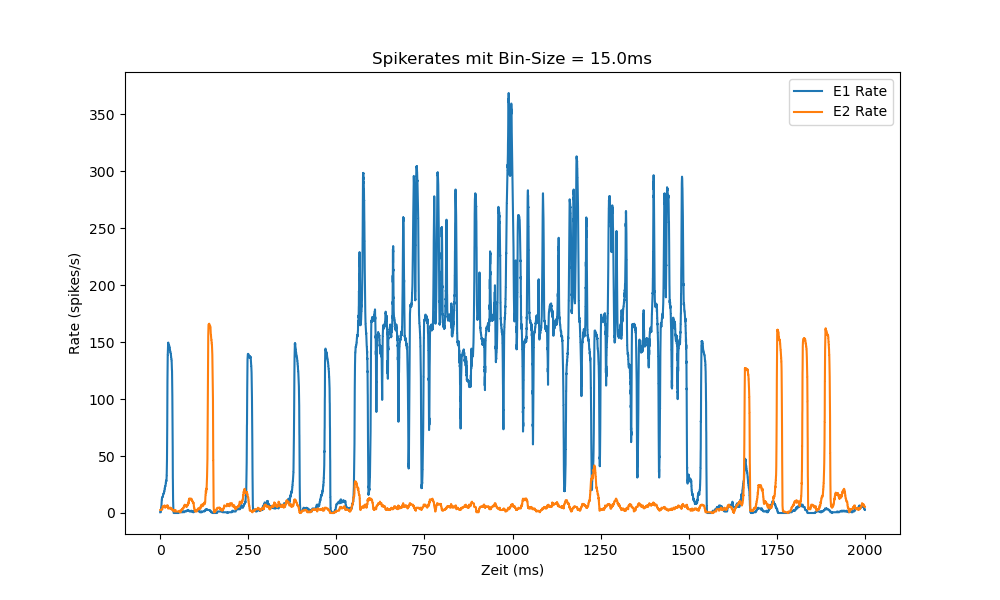 Spikerates mit Bin-Size = 15.0ms
E1 Rate
E2 Rate
Rate (spikes/s)
350
300
250
200
150
100
50
0
0 250 500 750 1000 1250 1500 1750 2000
Zeit (ms)